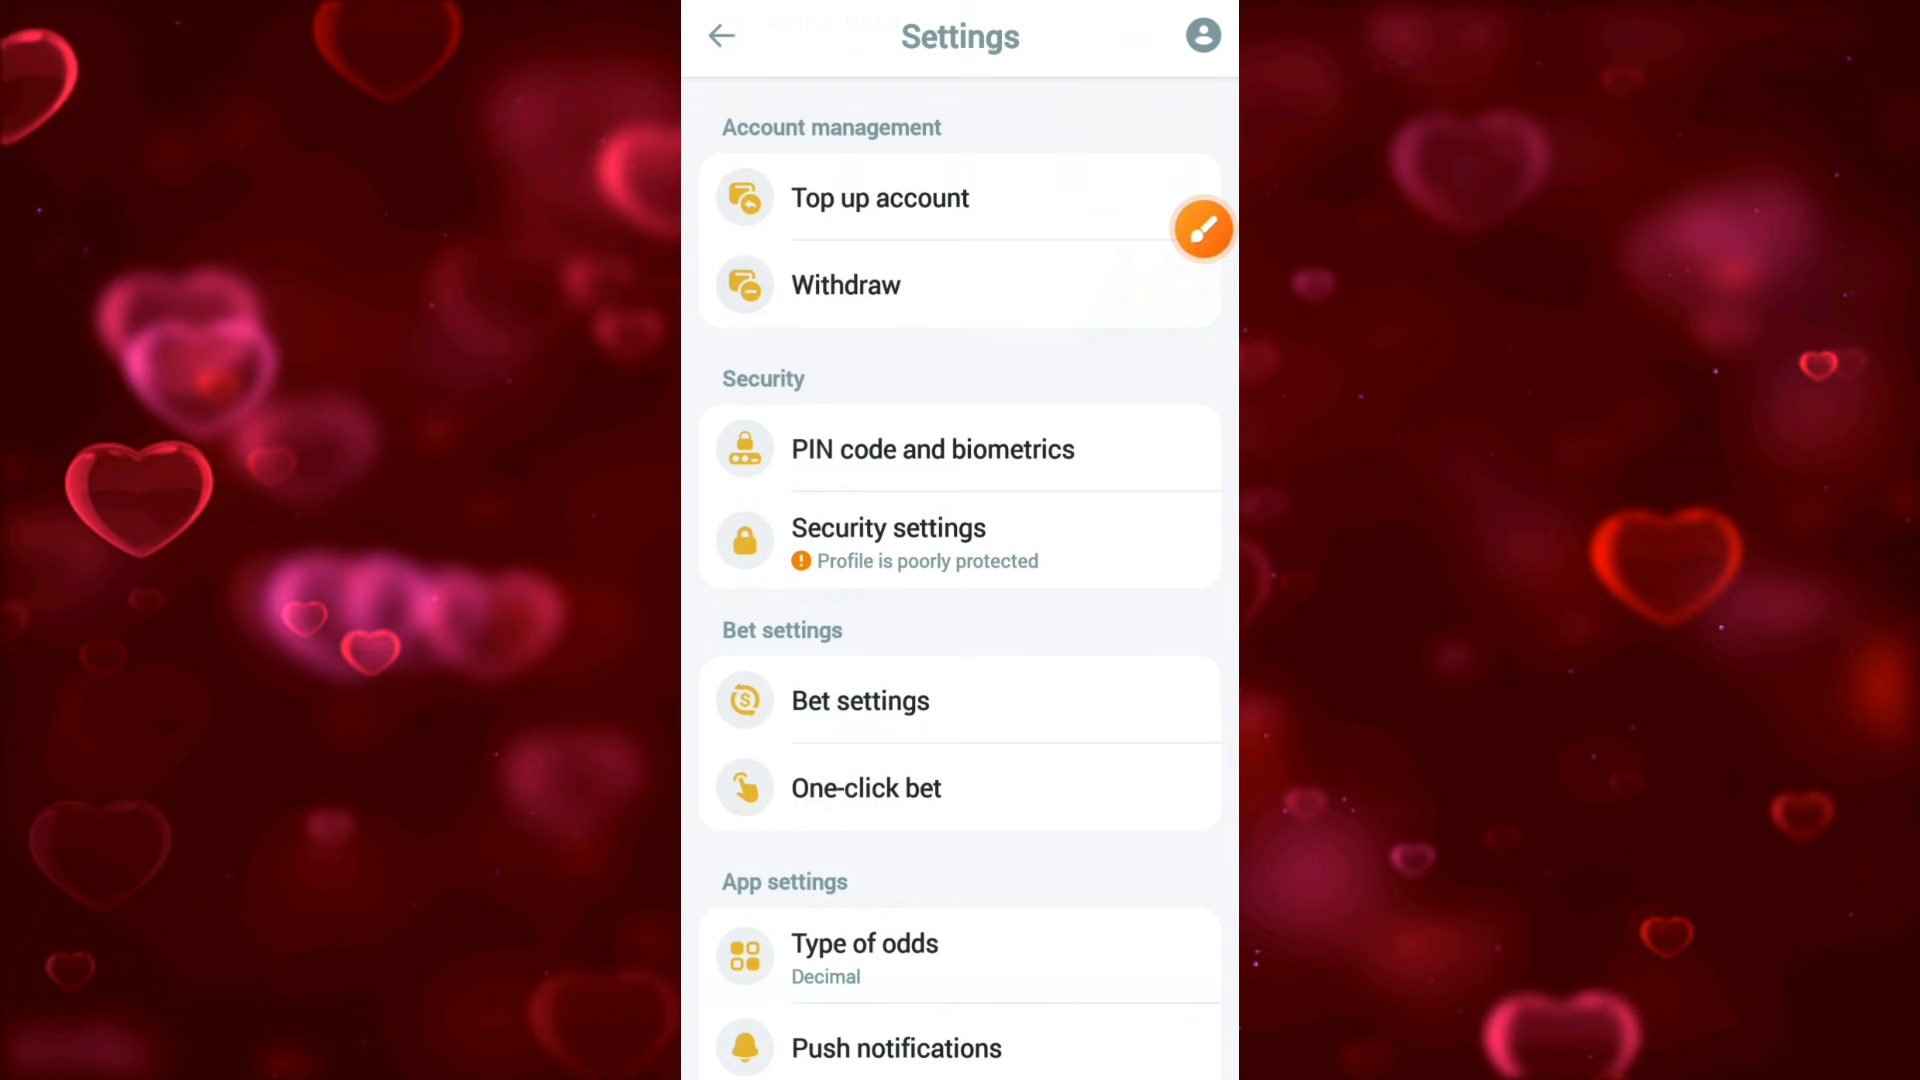 Settings
Account management
Top up account
Withdraw
Security
PIN code and biometrics
Security settings
Profile is poorly protected
Bet settings
Bet settings
One-click bet
App settings
Type of odds
Decimal
Push notifications